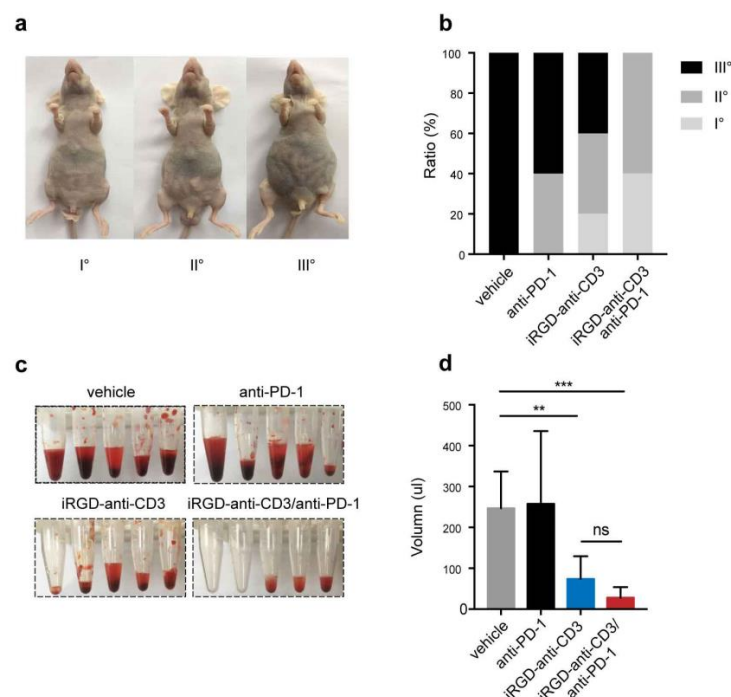 a
I°
II°
III°
b
Ratio (%)
100
80
60
40
20
0
vehicle
anti-PD-1
iRGD-anti-CD3
iRGD-anti-CD3
anti-PD-1
III°
II°
I°
c
vehicle
anti-PD-1
iRGD-anti-CD3
iRGD-anti-CD3/anti-PD-1
d
Volumn (ul)
500
400
300
200
100
0
***
**
ns
vehicle
anti-PD-1
iRGD-anti-CD3
iRGD-anti-CD3/
anti-PD-1